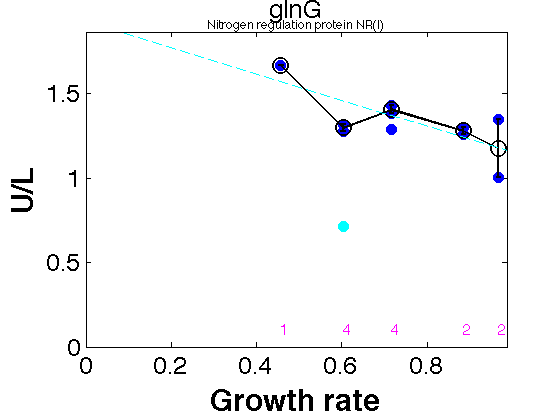 glnG
Nitrogen regulation protein NR(I)
1.5
1
0.5
0
U/L
1 4 4 2 2
0 0.2 0.4 0.6 0.8
Growth rate